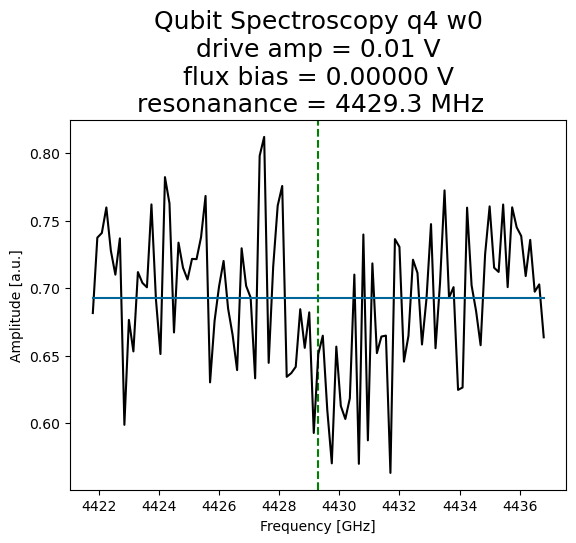 Qubit Spectroscopy q4 w0
drive amp = 0.01 V
flux bias = 0.00000 V
resonanance = 4429.3 MHz
0.80
0.75
0.70
0.65
0.60
Amplitude [a.u.]
4422 4424 4426 4428 4430 4432 4434 4436
Frequency [GHz]